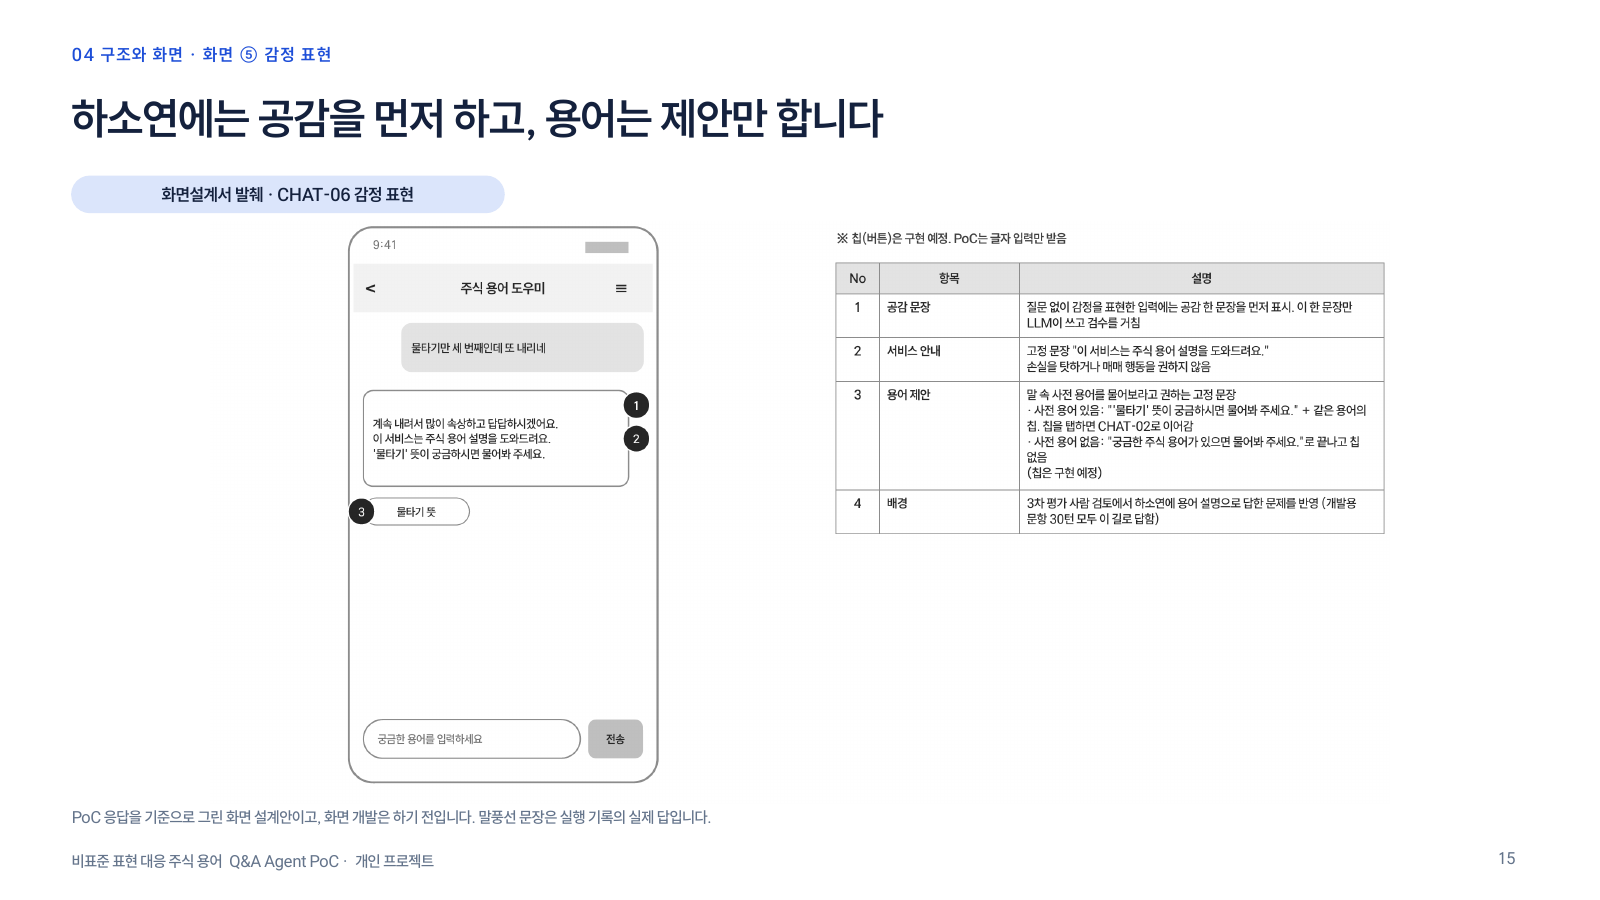 04 구조와 화면 · 화면 ⑤ 감정 표현
하소연에는 공감을 먼저 하고, 용어는 제안만 합니다
화면설계서 발췌 · CHAT-06 감정 표현
9:41
< 주식 용어 도우미 ≡
물타기만 세 번째인데 또 내리네
계속 내려서 많이 속상하고 답답하시겠어요.
이 서비스는 주식 용어 설명을 도와드려요.
'물타기' 뜻이 궁금하시면 물어봐 주세요.
1
2
3 물타기 뜻
궁금한 용어를 입력하세요 전송
※ 칩(버튼)은 구현 예정. PoC는 글자 입력만 받음
No 항목 설명
1 공감 문장 질문 없이 감정을 표현한 입력에는 공감 한 문장을 먼저 표시. 이 한 문장만
LLM이 쓰고 검수를 거침
2 서비스 안내 고정 문장 "이 서비스는 주식 용어 설명을 도와드려요."
손실을 탓하거나 매매 행동을 권하지 않음
3 용어 제안 말 속 사전 용어를 물어보라고 권하는 고정 문장
· 사전 용어 있음: "'물타기' 뜻이 궁금하시면 물어봐 주세요." + 같은 용어의
칩. 칩을 탭하면 CHAT-02로 이어감
· 사전 용어 없음: "궁금한 주식 용어가 있으면 물어봐 주세요."로 끝나고 칩
없음
(칩은 구현 예정)
4 배경 3차 평가 사람 검토에서 하소연에 용어 설명으로 답한 문제를 반영 (개발용
문항 30턴 모두 이 길로 답함)
PoC 응답을 기준으로 그린 화면 설계안이고, 화면 개발은 하기 전입니다. 말풍선 문장은 실행 기록의 실제 답입니다.
비표준 표현 대응 주식 용어 Q&A Agent PoC · 개인 프로젝트
15